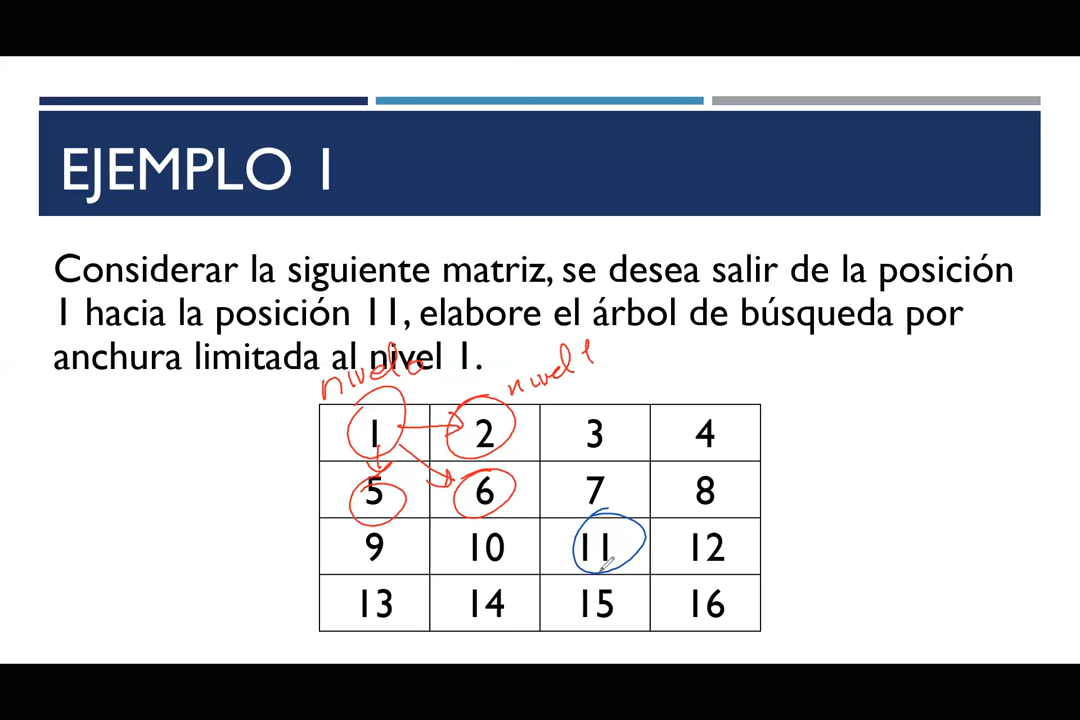 EJEMPLO 1
Considerar la siguiente matriz, se desea salir de la posición
1 hacia la posición 11, elabore el árbol de búsqueda por
anchura limitada al nivel 1.
nivel 0
nivel 1
1 2 3 4
5 6 7 8
9 10 11 12
13 14 15 16